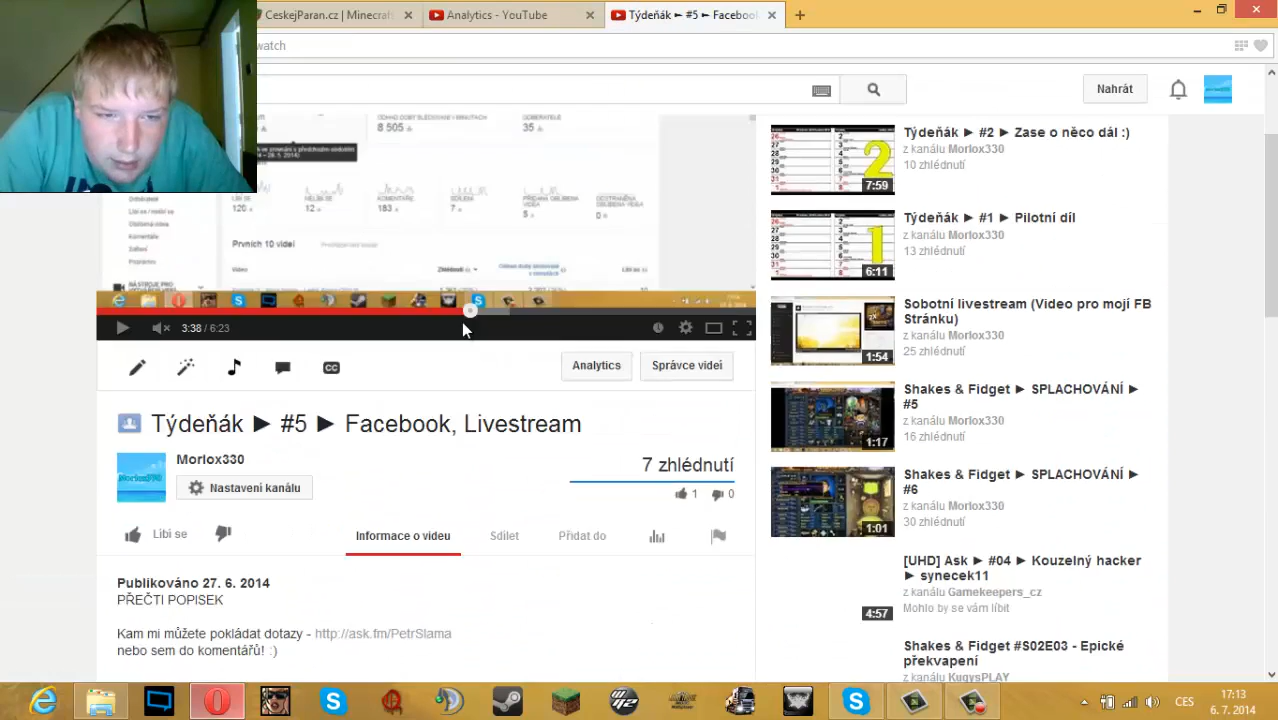 CeskejParan.cz | Minecraf
Analytics - YouTube
Týdeňák ► #5 ► Facebook
watch
Nahrát
8 505
35
120
12
183
7
5
0
Prvních 10 videí
Video
3:38 / 6:23
CC
Analytics
Správce videí
Týdeňák ► #5 ► Facebook, Livestream
Morlox330
Nastavení kanálu
7 zhlédnutí
1
0
Líbí se
Informace o videu
Sdílet
Přidat do
Publikováno 27. 6. 2014
PŘEČTI POPISEK
Kam mi můžete pokládat dotazy - http://ask.fm/PetrSlama
nebo sem do komentářů! :)
Týdeňák ► #2 ► Zase o něco dál :)
z kanálu Morlox330
10 zhlédnutí
7:59
Týdeňák ► #1 ► Pilotní díl
z kanálu Morlox330
13 zhlédnutí
6:11
Sobotní livestream (Video pro mojí FB
Stránku)
z kanálu Morlox330
25 zhlédnutí
1:54
Shakes & Fidget ► SPLACHOVÁNÍ ►
#5
z kanálu Morlox330
16 zhlédnutí
1:17
Shakes & Fidget ► SPLACHOVÁNÍ ►
#6
z kanálu Morlox330
30 zhlédnutí
1:01
[UHD] Ask ► #04 ► Kouzelný hacker
► synecek11
z kanálu Gamekeepers_cz
Mohlo by se vám líbit
4:57
Shakes & Fidget #S02E03 - Epické
překvapení
z kanálu KugysPLAY
CES
17:13
6. 7. 2014